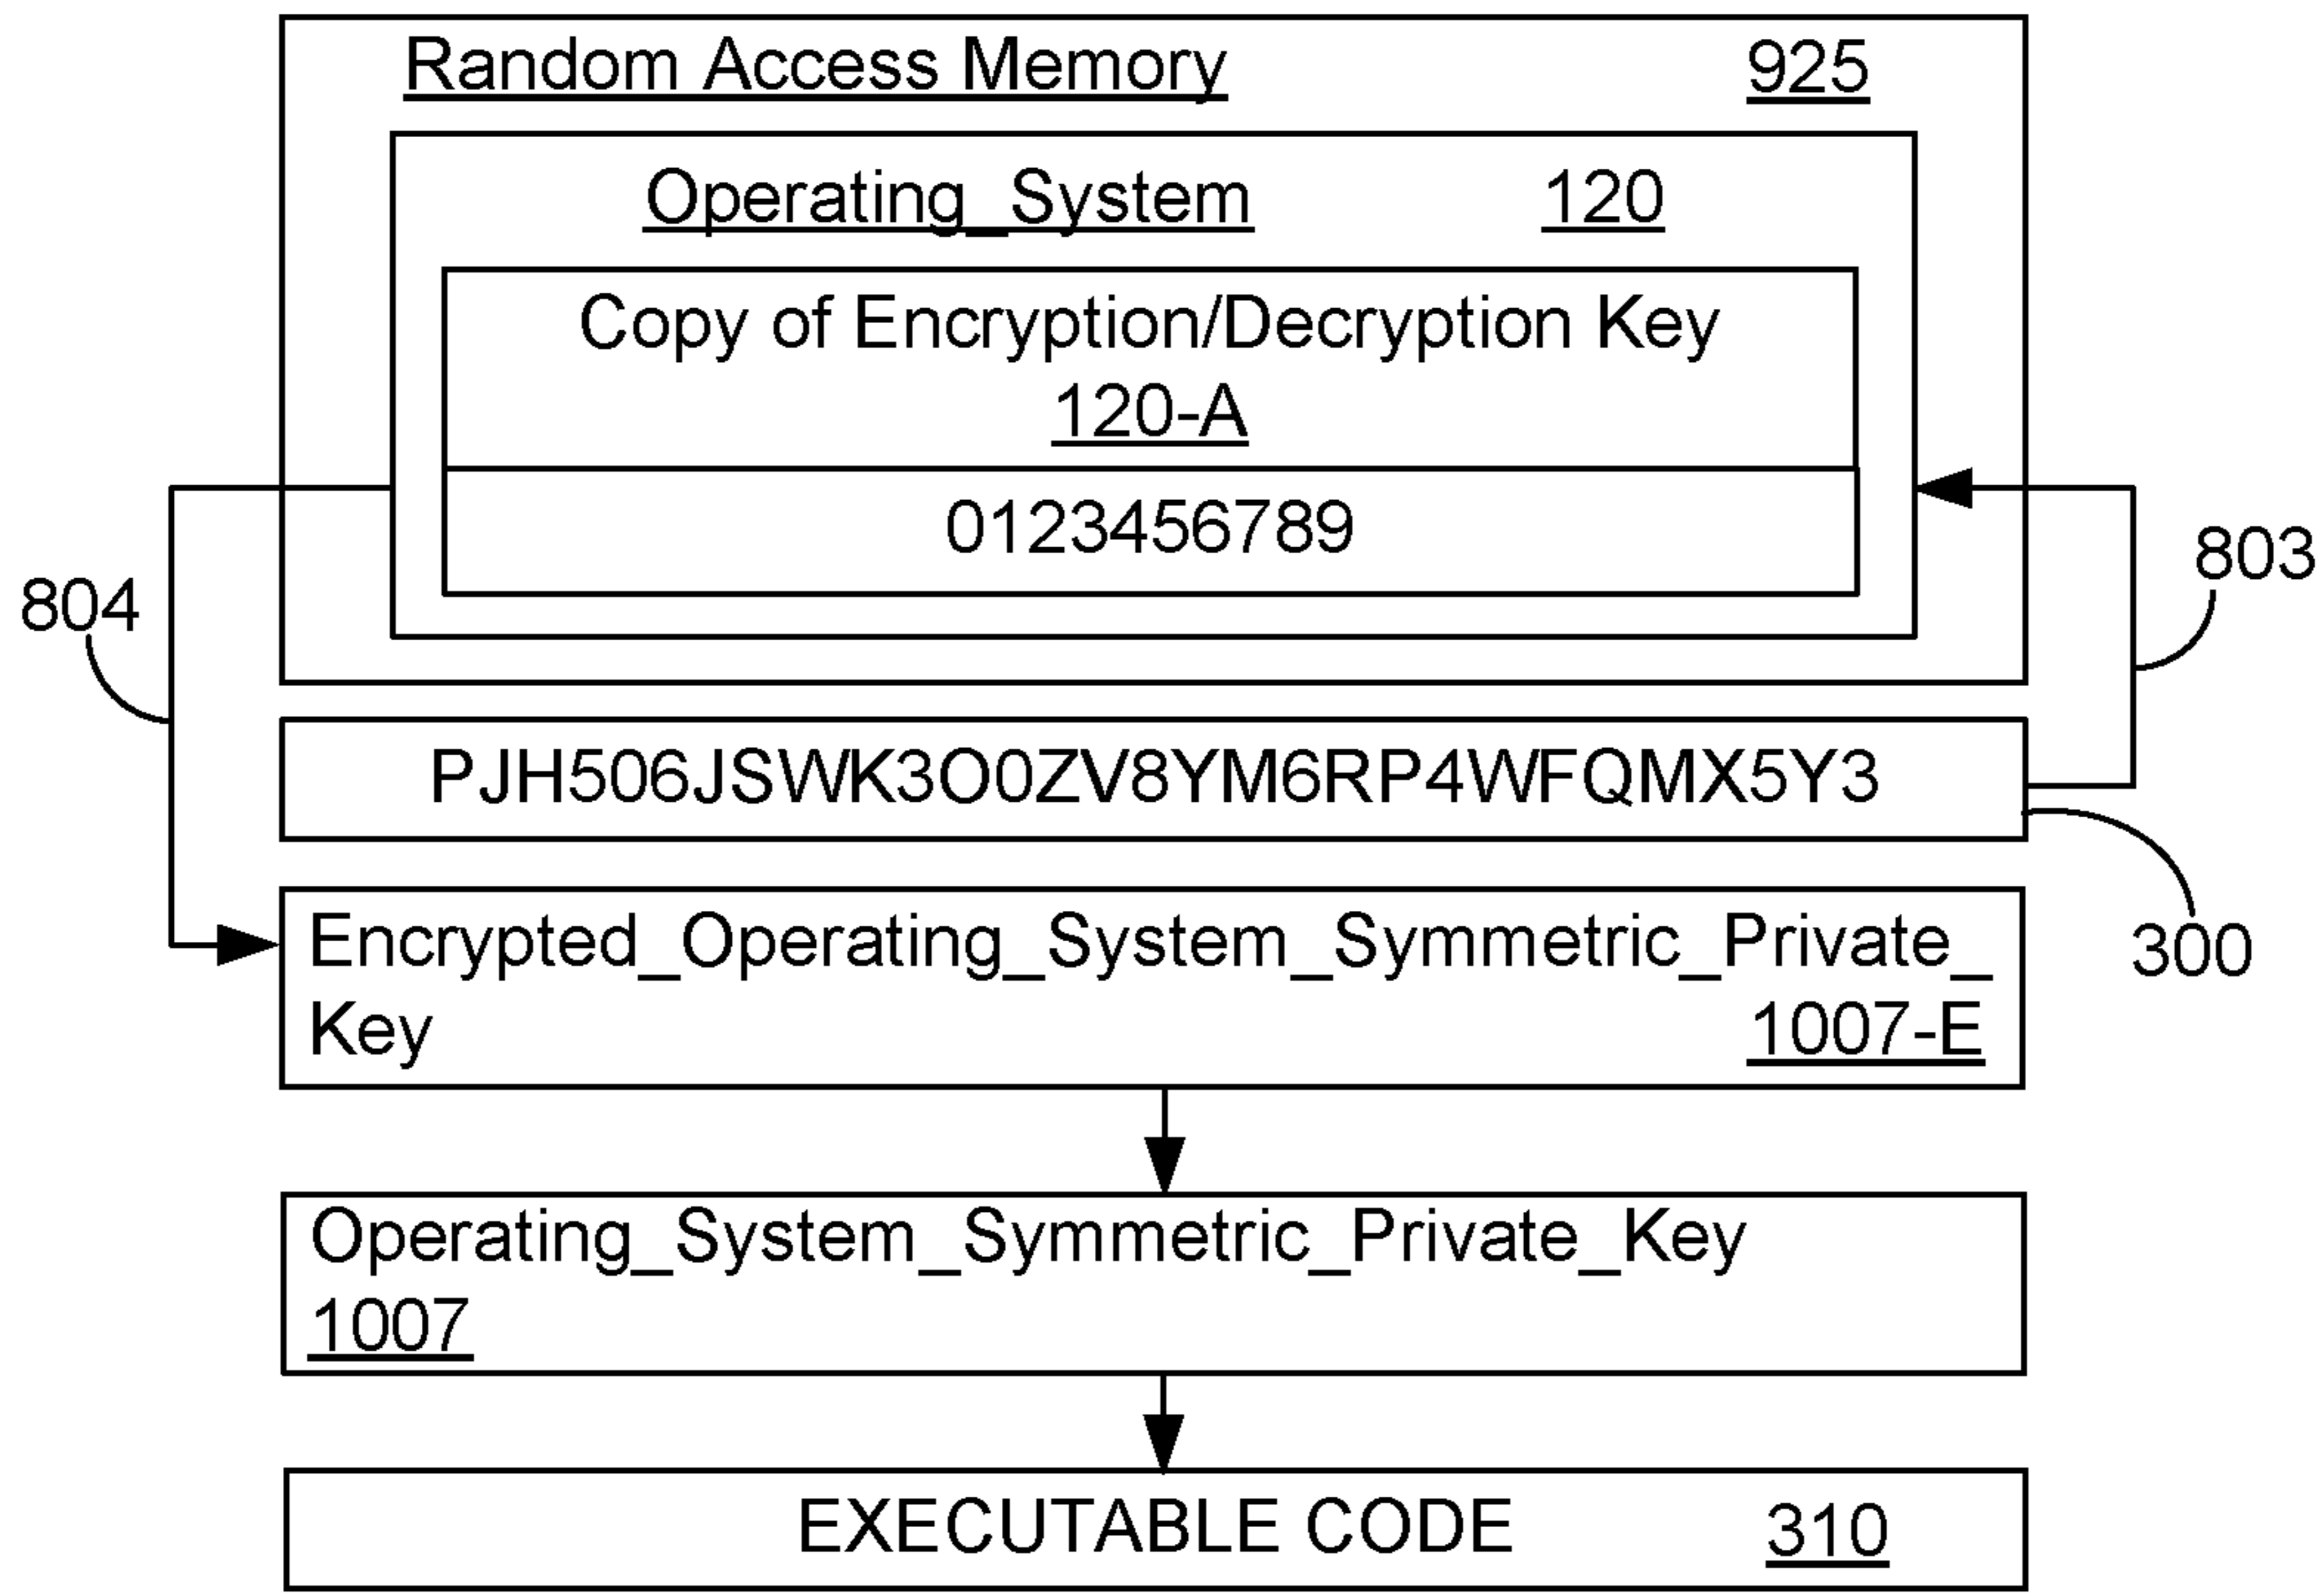 Random Access Memory 925
Operating_System 120
Copy of Encryption/Decryption Key
120-A
0123456789
803
804
PJH506JSWK3O0ZV8YM6RP4WFQMX5Y3
300
Encrypted_Operating_System_Symmetric_Private_
Key 1007-E
Operating_System_Symmetric_Private_Key
1007
EXECUTABLE CODE 310